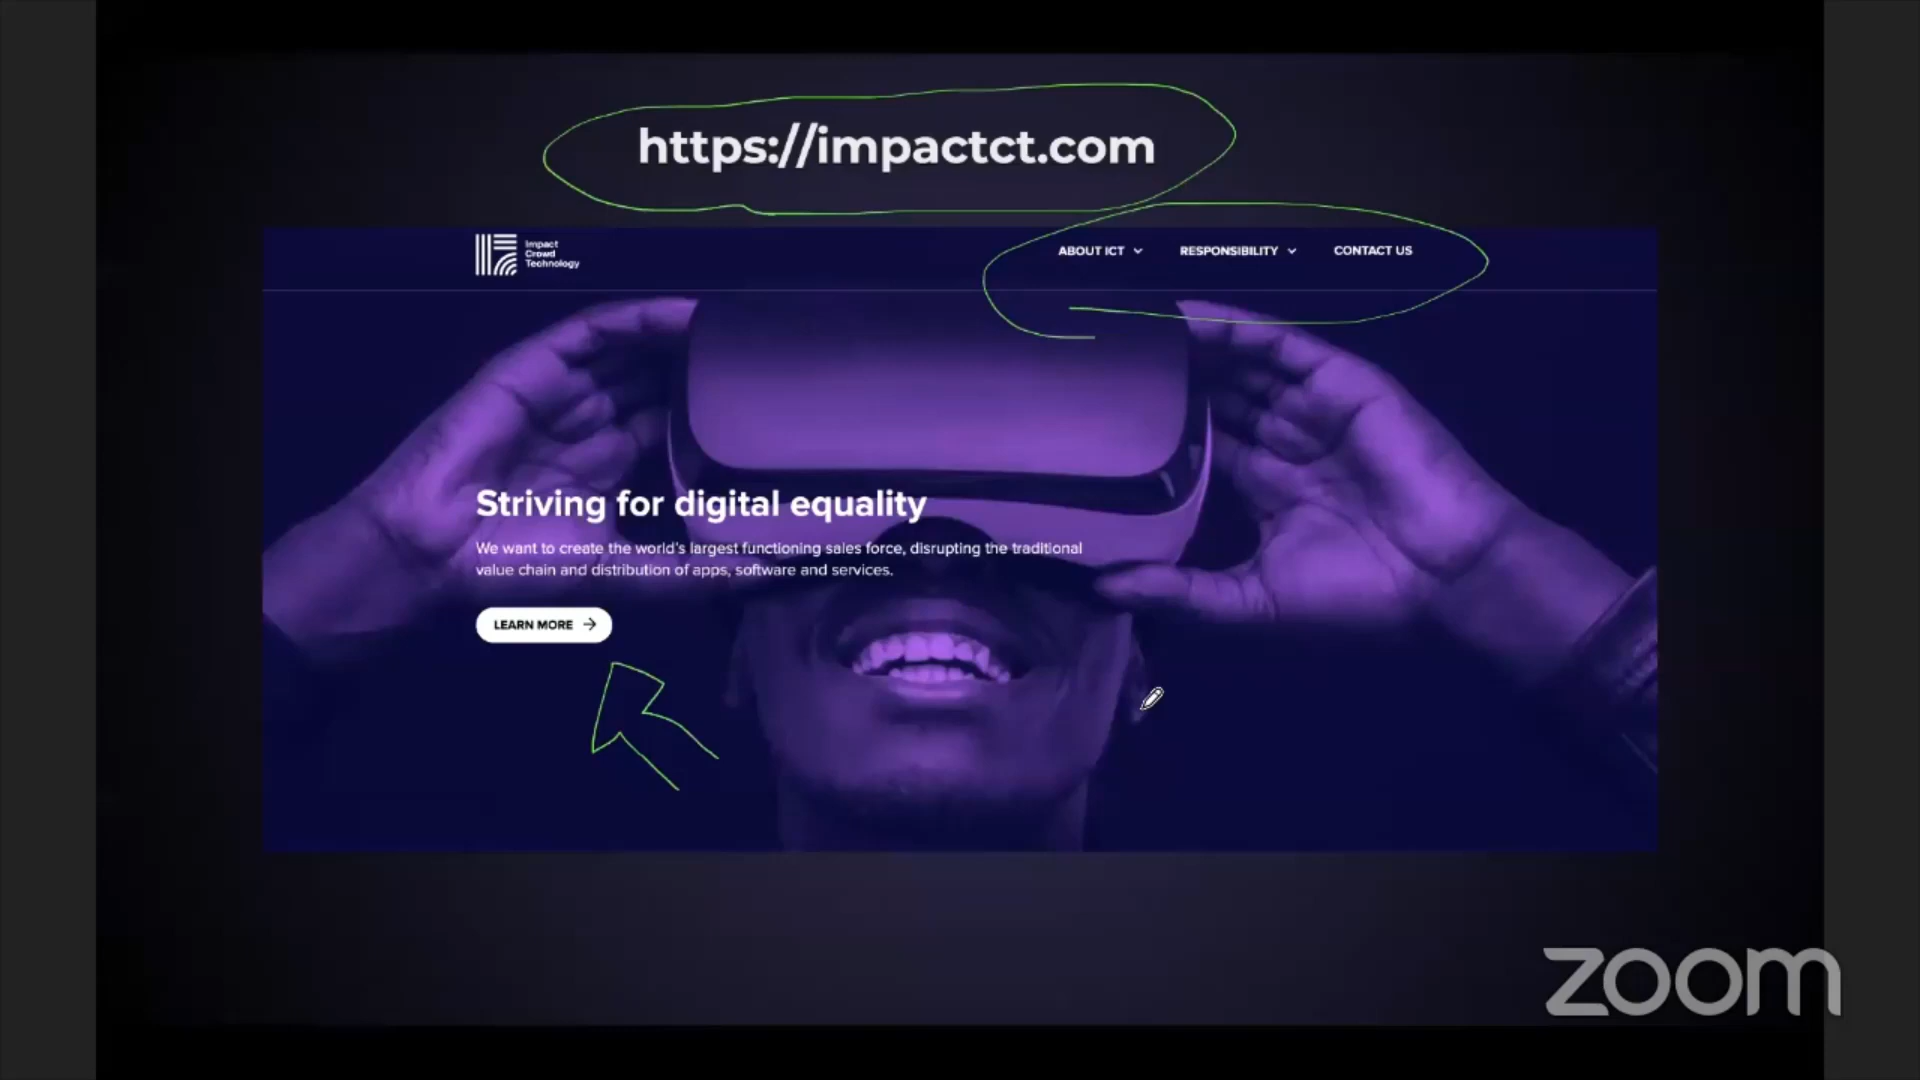 https://impactct.com
Impact
Crowd
Technology
ABOUT ICT
RESPONSIBILITY
CONTACT US
Striving for digital equality
We want to create the world's largest functioning sales force, disrupting the traditional
value chain and distribution of apps, software and services.
LEARN MORE
zoom